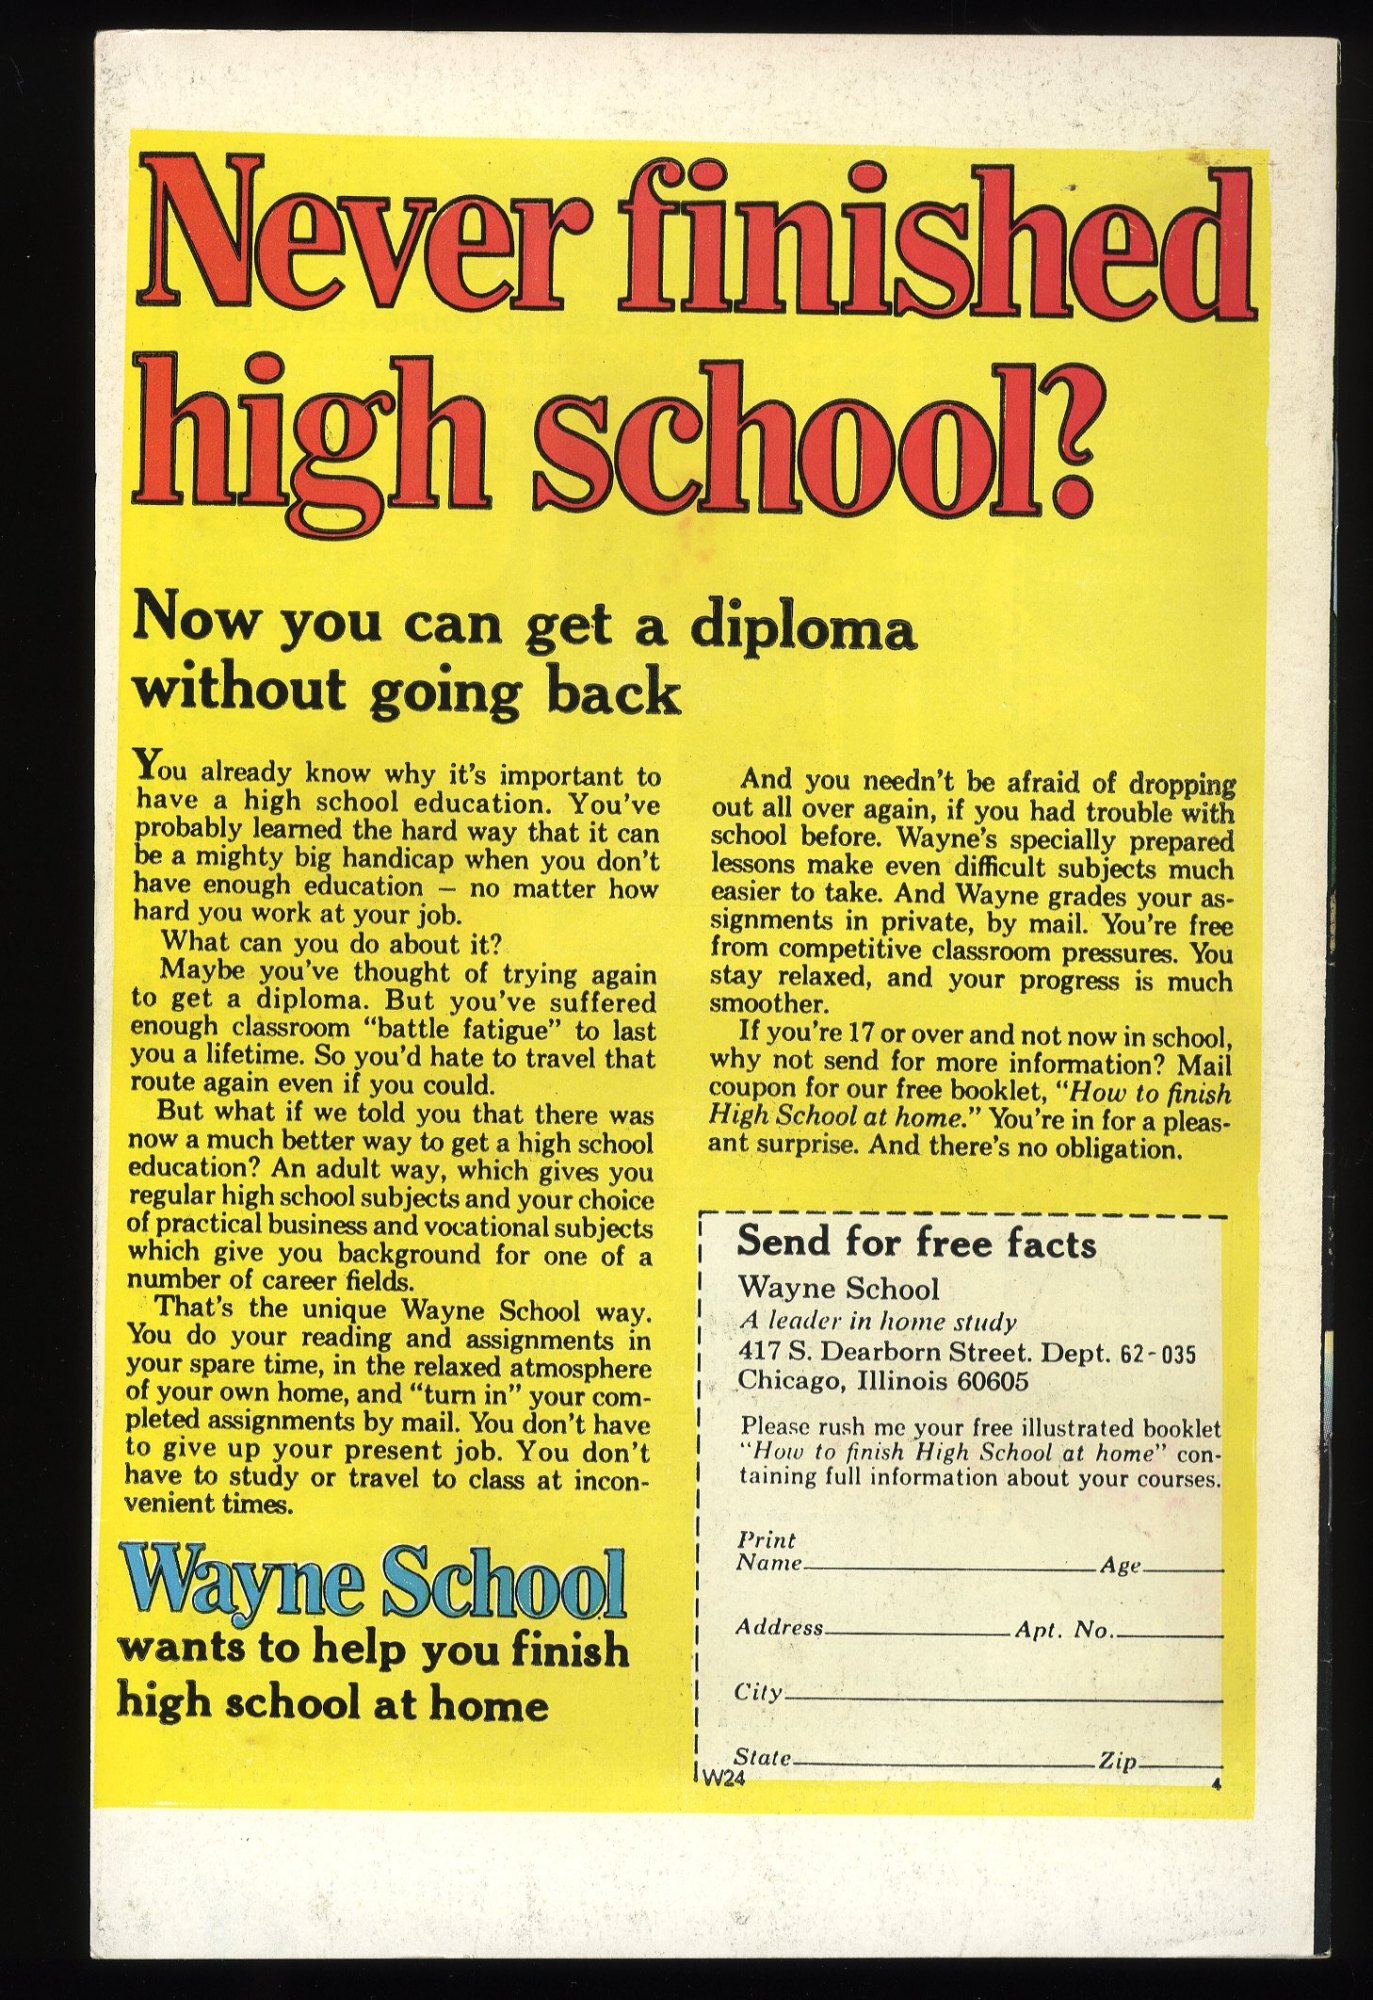 Never finished
high school?
Now you can get a diploma
without going back
You already know why it's important to
have a high school education. You've
probably learned the hard way that it can
be a mighty big handicap when you don't
have enough education — no matter how
hard you work at your job.
What can you do about it?
Maybe you've thought of trying again
to get a diploma. But you've suffered
enough classroom "battle fatigue" to last
you a lifetime. So you'd hate to travel that
route again even if you could.
But what if we told you that there was
now a much better way to get a high school
education? An adult way, which gives you
regular high school subjects and your choice
of practical business and vocational subjects
which give you background for one of a
number of career fields.
That's the unique Wayne School way.
You do your reading and assignments in
your spare time, in the relaxed atmosphere
of your own home, and "turn in" your com-
pleted assignments by mail. You don't have
to give up your present job. You don't
have to study or travel to class at incon-
venient times.
Wayne School
wants to help you finish
high school at home
And you needn't be afraid of dropping
out all over again, if you had trouble with
school before. Wayne's specially prepared
lessons make even difficult subjects much
easier to take. And Wayne grades your as-
signments in private, by mail. You're free
from competitive classroom pressures. You
stay relaxed, and your progress is much
smoother.
If you're 17 or over and not now in school,
why not send for more information? Mail
coupon for our free booklet, "How to finish
High School at home." You're in for a pleas-
ant surprise. And there's no obligation.
Send for free facts
Wayne School
A leader in home study
417 S. Dearborn Street. Dept. 62-035
Chicago, Illinois 60605
Please rush me your free illustrated booklet
"How to finish High School at home" con-
taining full information about your courses.
Print
Name Age
Address Apt. No.
City
State Zip
W24 4